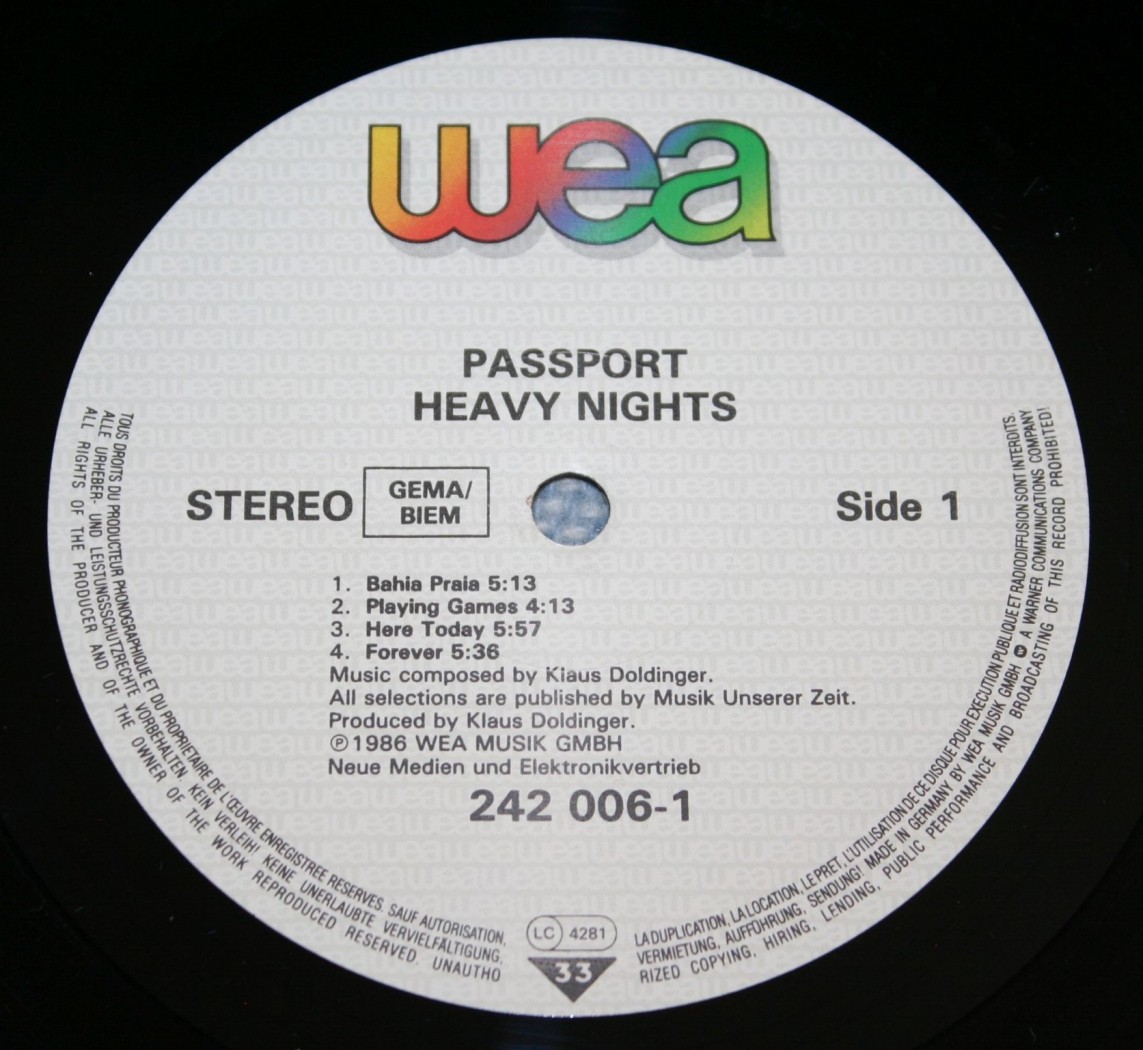 wea
PASSPORT
HEAVY NIGHTS
STEREO
GEMA/
BIEM
Side 1
1. Bahia Praia 5:13
2. Playing Games 4:13
3. Here Today 5:57
4. Forever 5:36
Music composed by Klaus Doldinger.
All selections are published by Musik Unserer Zeit.
Produced by Klaus Doldinger.
℗1986 WEA MUSIK GMBH
Neue Medien und Elektronikvertrieb
242 006-1
LC 4281
33
TOUS DROITS DU PRODUCTEUR PHONOGRAPHIQUE ET DU PROPRIETAIRE DE L'ŒUVRE ENREGISTREE RESERVES. SAUF AUTORISATION, LA DUPLICATION, LA LOCATION, LE PRET, L'UTILISATION DE CE DISQUE POUR EXECUTION PUBLIQUE ET RADIODIFFUSION SONT INTERDITS.
ALLE URHEBER- UND LEISTUNGSSCHUTZRECHTE VORBEHALTEN. KEIN VERLEIH! KEINE UNERLAUBTE VERVIELFÄLTIGUNG, VERMIETUNG, AUFFÜHRUNG, SENDUNG! MADE IN GERMANY BY WEA MUSIK GMBH A WARNER COMMUNICATIONS COMPANY
ALL RIGHTS OF THE PRODUCER AND OF THE OWNER OF THE WORK REPRODUCED RESERVED. UNAUTHORIZED COPYING, HIRING, LENDING, PUBLIC PERFORMANCE AND BROADCASTING OF THIS RECORD PROHIBITED!